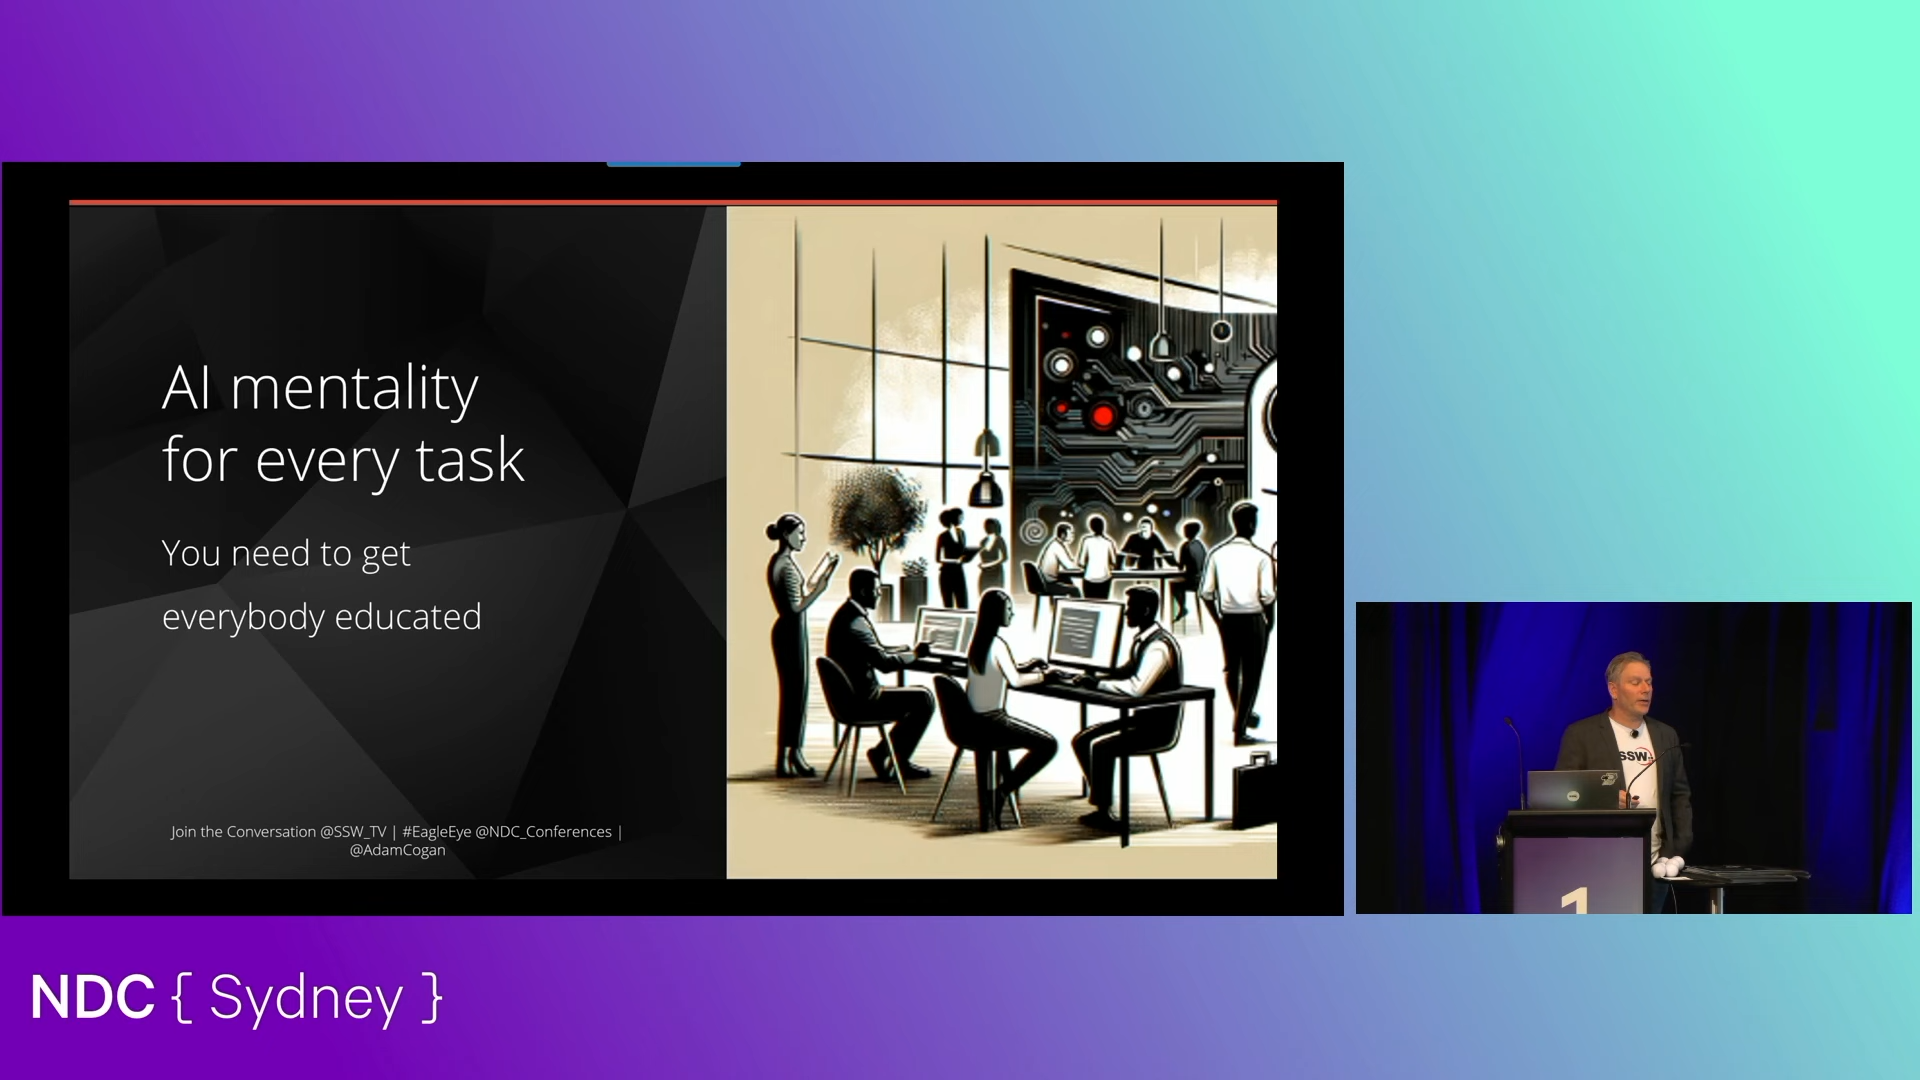 AI mentality
for every task
You need to get
everybody educated
Join the Conversation @SSW_TV | #EagleEye @NDC_Conferences |
@AdamCogan
SSW
1
NDC { Sydney }